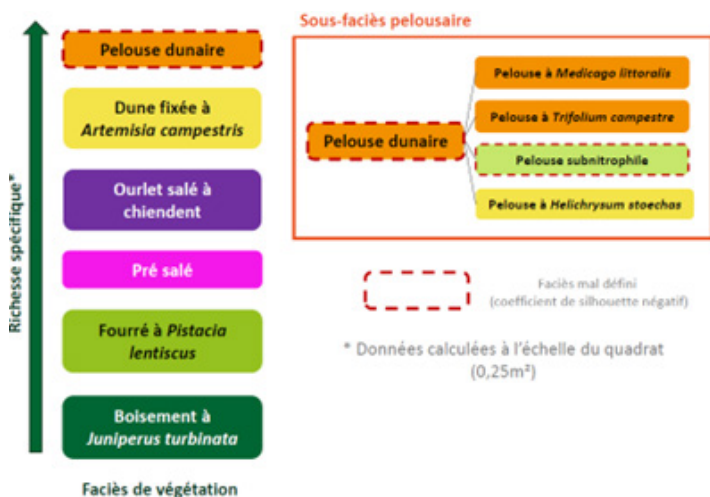 Sous-faciès pelousaire
Richesse spécifique*
Pelouse dunaire
Dune fixée à
Artemisia campestris
Ourlet salé à
chiendent
Pré salé
Fourré à Pistacia
lentiscus
Boisement à
Juniperus turbinata
Faciès de végétation
Pelouse dunaire
Pelouse à Medicago littoralis
Pelouse à Trifolium campestre
Pelouse subnitrophile
Pelouse à Helichrysum stoechas
Faciès mal défini
(coefficient de silhouette négatif)
* Données calculées à l'échelle du quadrat
(0,25m²)